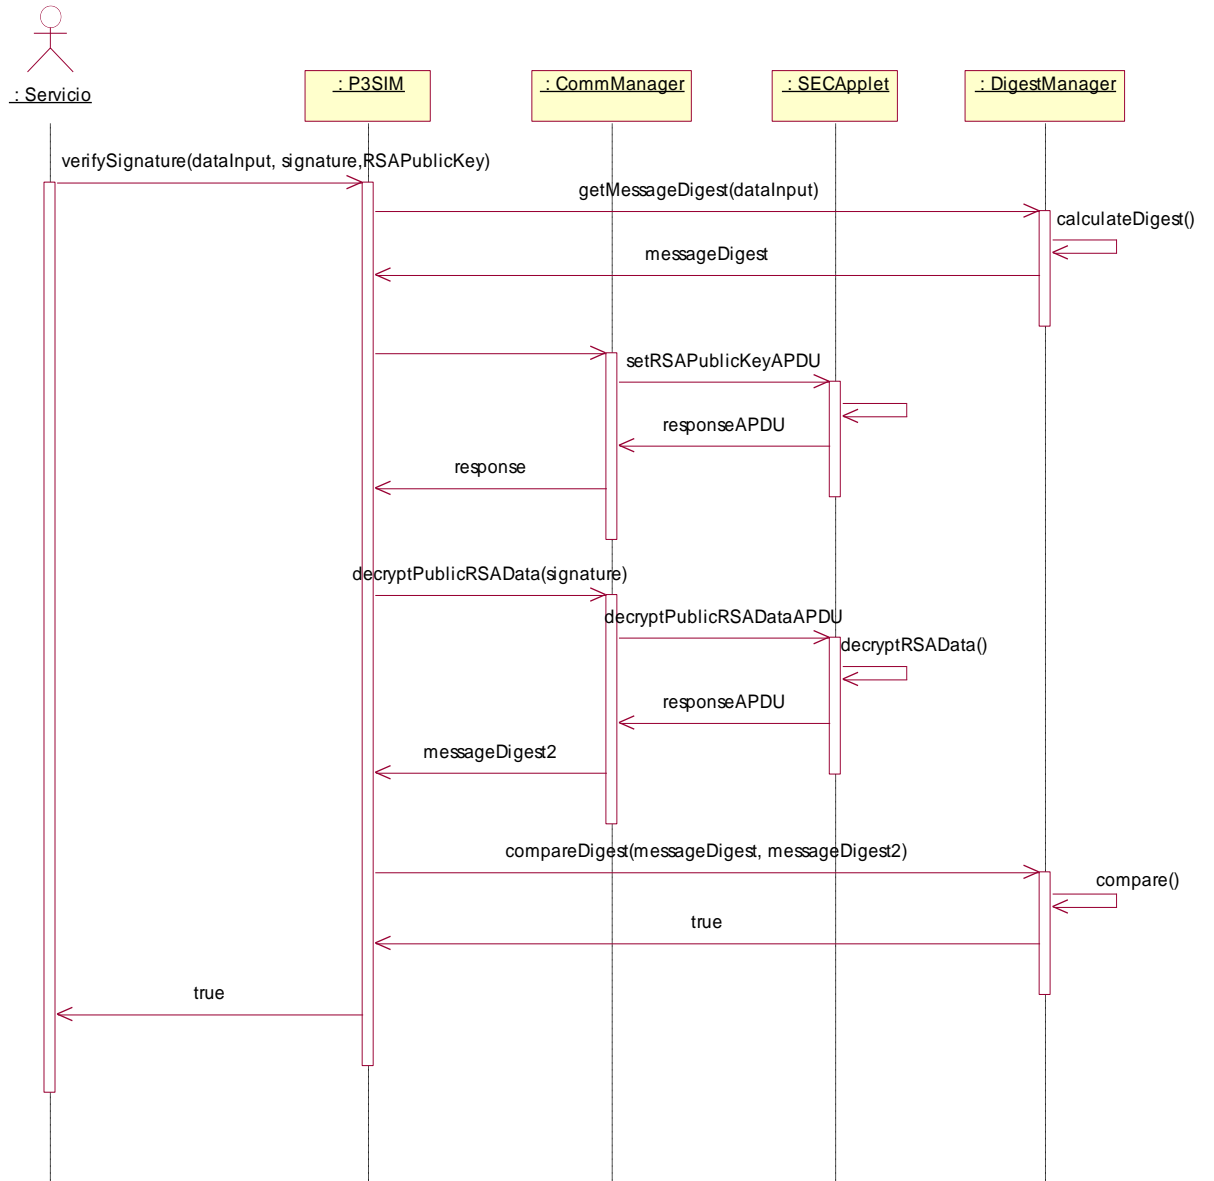 : Servicio
: P3SIM
: CommManager
: SECApplet
: DigestManager
verifySignature(dataInput, signature,RSAPublicKey)
getMessageDigest(dataInput)
calculateDigest()
messageDigest
setRSAPublicKeyAPDU
responseAPDU
response
decryptPublicRSAData(signature)
decryptPublicRSADataAPDU
decryptRSAData()
responseAPDU
messageDigest2
compareDigest(messageDigest, messageDigest2)
compare()
true
true